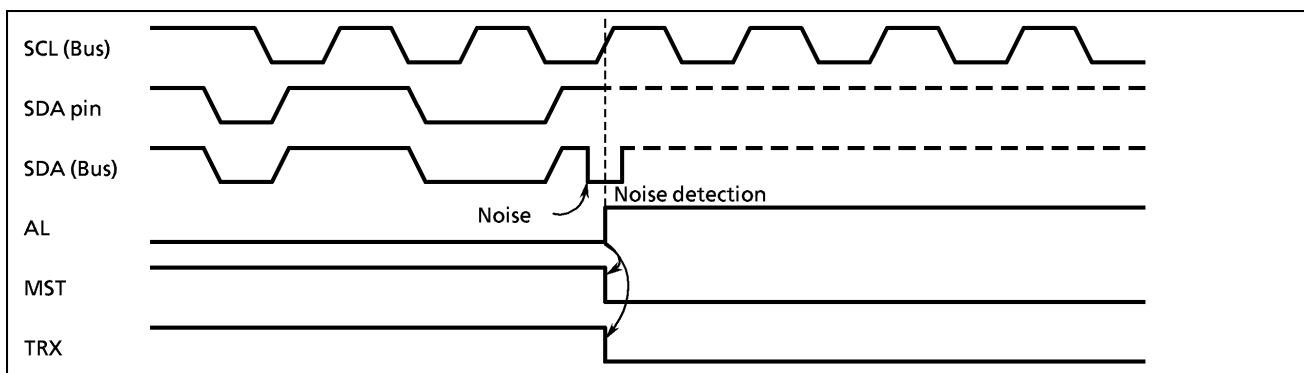 SCL (Bus)
SDA pin
SDA (Bus)
Noise detection
Noise
AL
MST
TRX